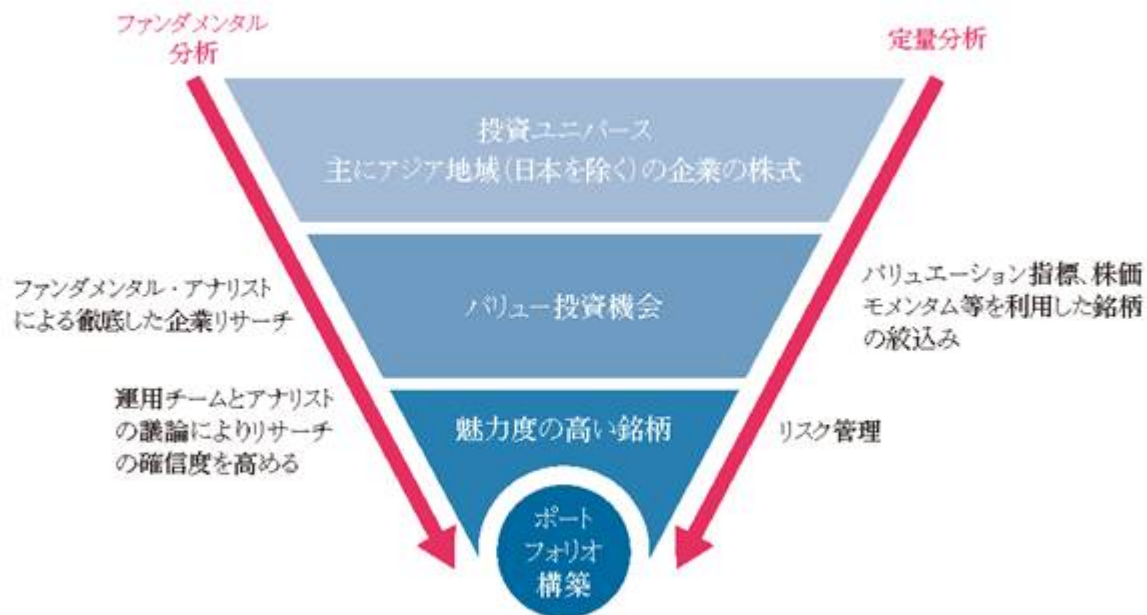 ファンダメンタル
分析
定量分析
投資ユニバース
主にアジア地域(日本を除く)の企業の株式
ファンダメンタル・アナリスト
による徹底した企業リサーチ
バリュー投資機会
バリュエーション指標、株価
モメンタム等を利用した銘柄
の絞込み
運用チームとアナリスト
の議論によりリサーチ
の確信度を高める
魅力度の高い銘柄
リスク管理
ポート
フォリオ
構築